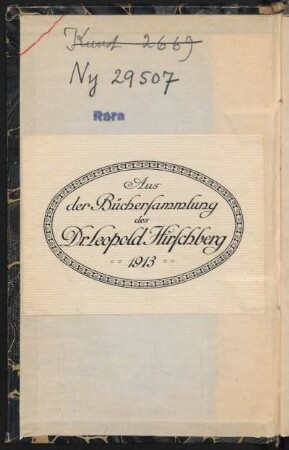 Kunst 2669
Ny 29507
Rara
Aus
der Büchersammlung
des
Dr. Leopold Hirschberg
1913